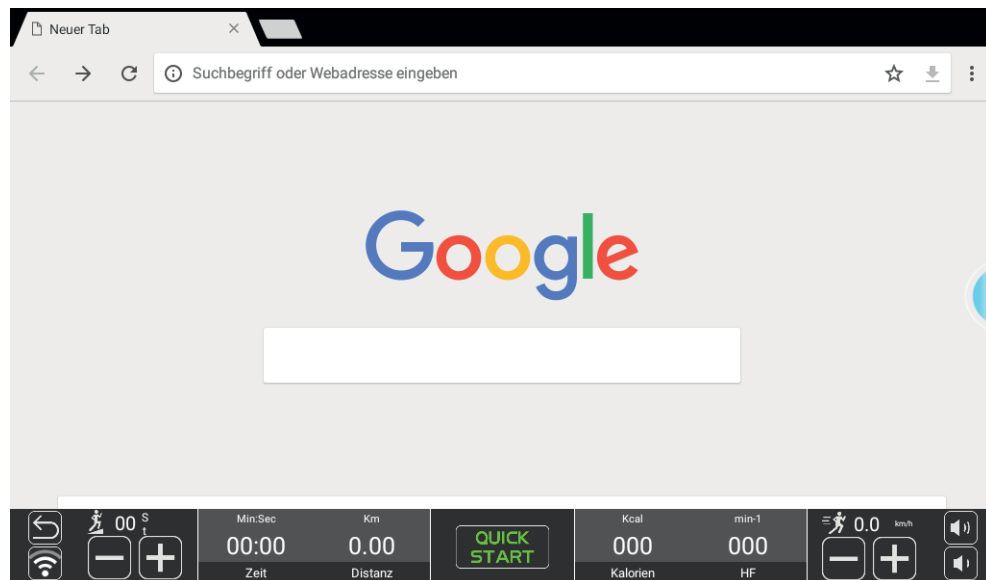 Neuer Tab
Suchbegriff oder Webadresse eingeben
Google
00 St
Min:Sec
00:00
Zeit
Km
0.00
Distanz
QUICK
START
Kcal
000
Kalorien
min-1
000
HF
0.0 km/h